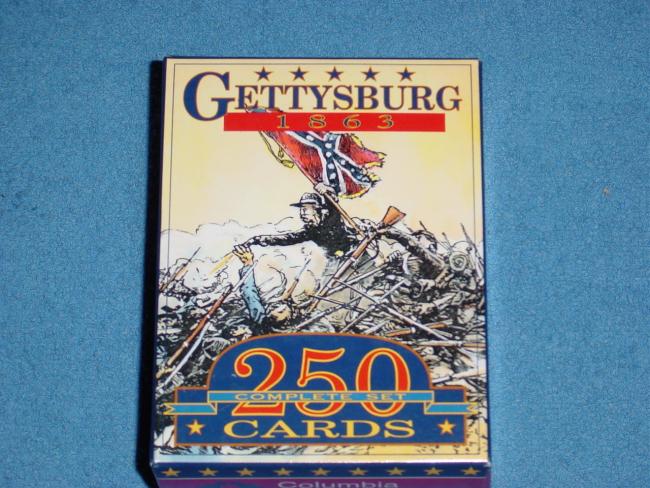 GETTYSBURG
1863
250
COMPLETE SET
CARDS
Columbia